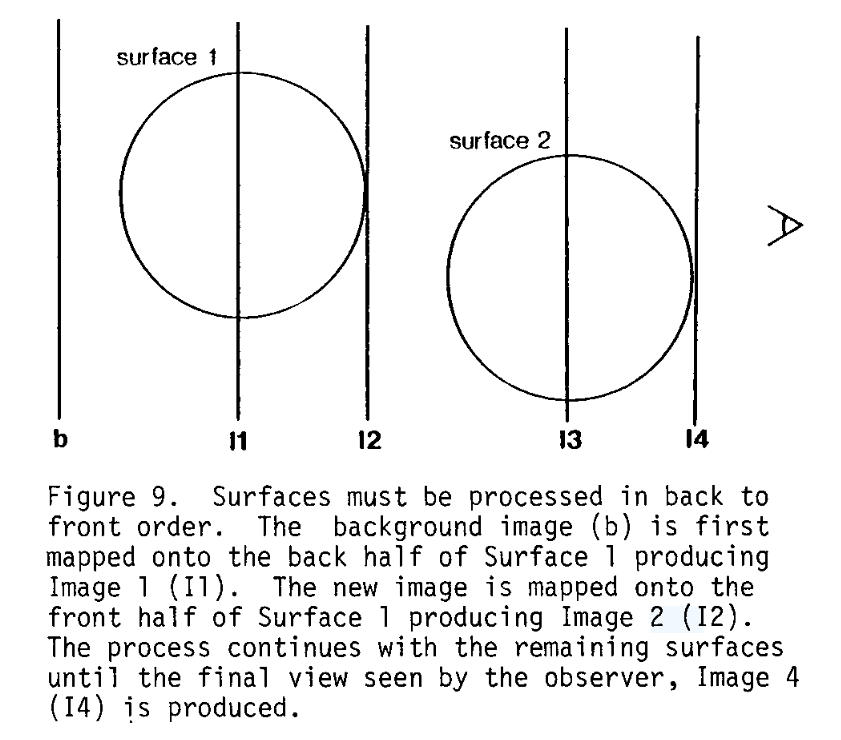 surface 1
surface 2
b I1 I2 I3 I4
Figure 9. Surfaces must be processed in back to
front order. The background image (b) is first
mapped onto the back half of Surface 1 producing
Image 1 (I1). The new image is mapped onto the
front half of Surface 1 producing Image 2 (I2).
The process continues with the remaining surfaces
until the final view seen by the observer, Image 4
(I4) is produced.